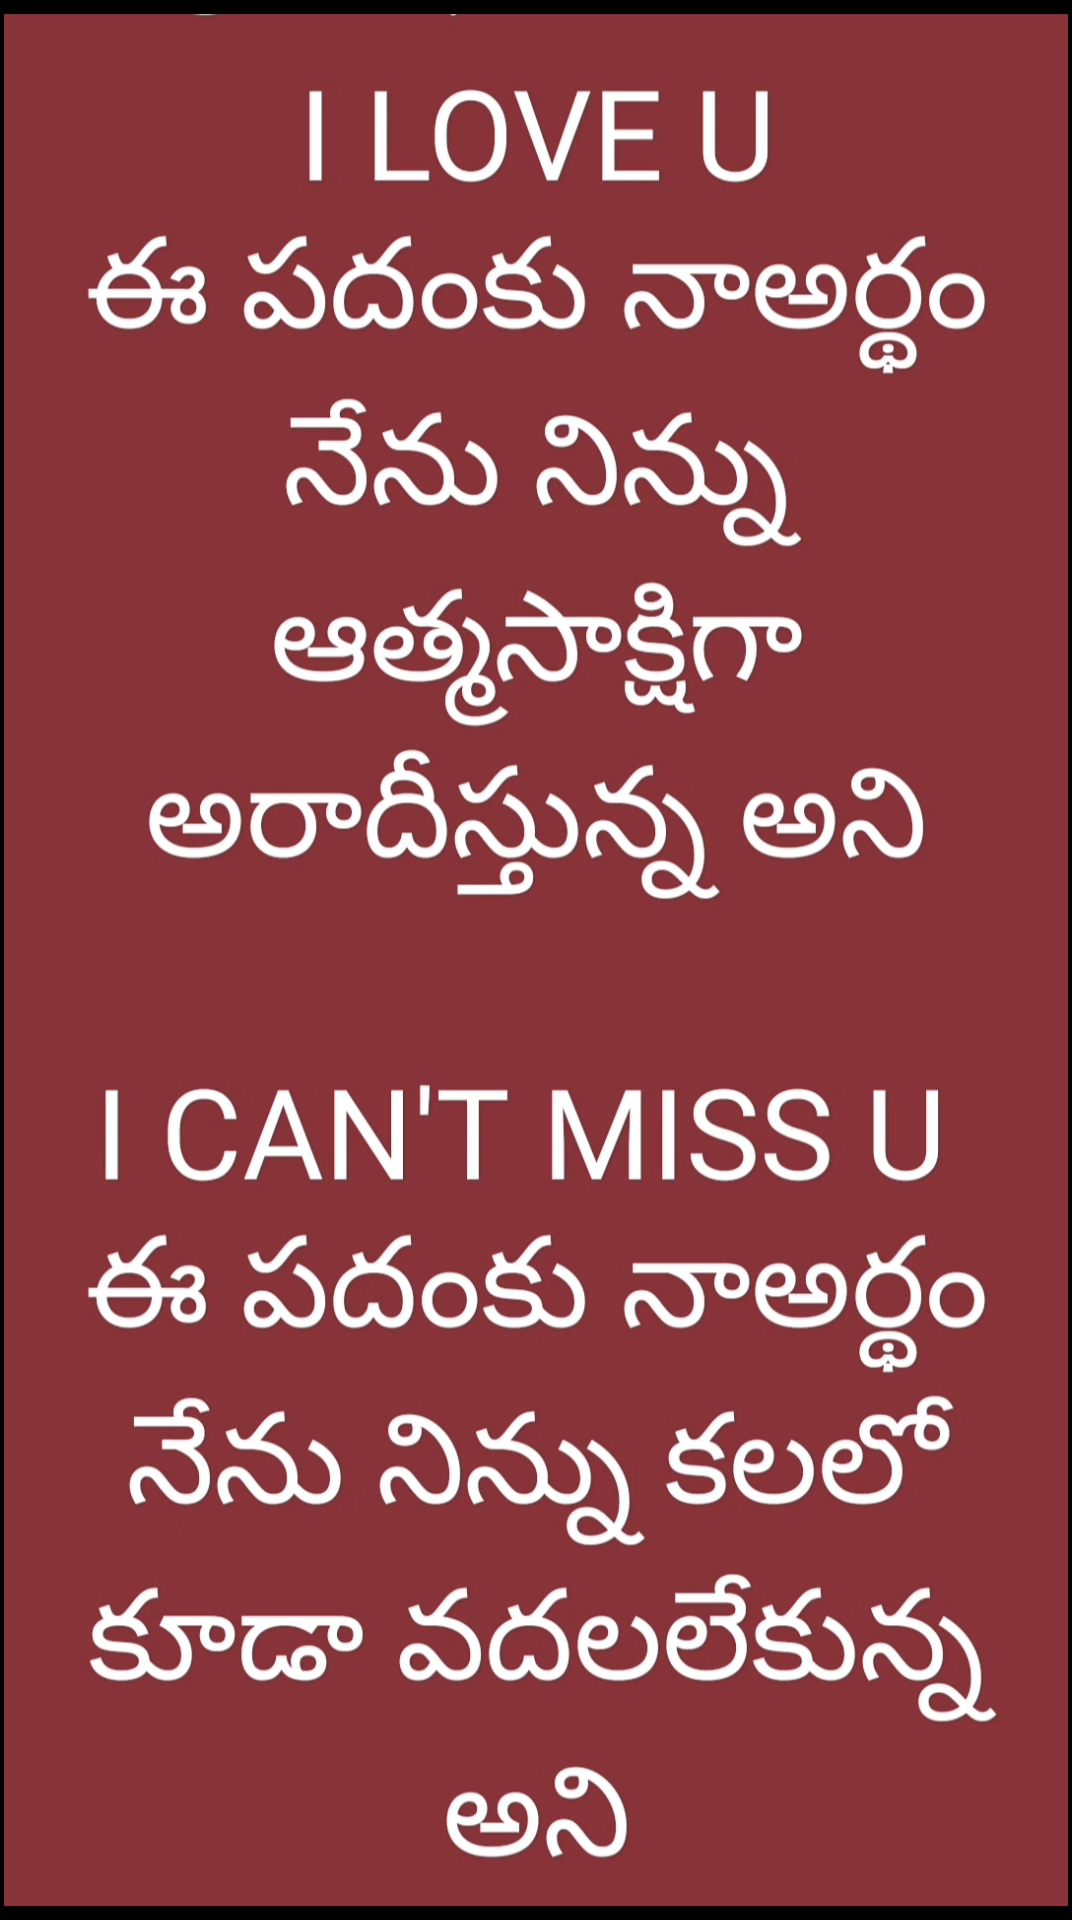 I LOVE U
ఈ పదంకు నాఅర్థం
నేను నిన్ను
ఆత్మసాక్షిగా
అరాదీస్తున్న అని
I CAN'T MISS U
ఈ పదంకు నాఅర్థం
నేను నిన్ను కలలో
కూడా వదలలేకున్న
అని